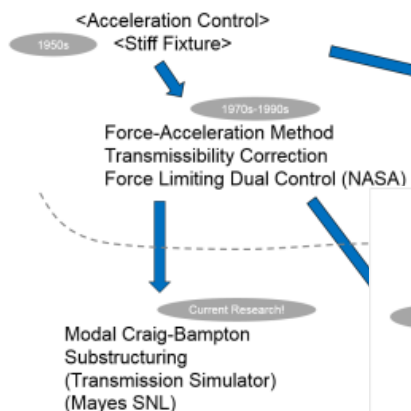 <Acceleration Control>
1950s
<Stiff Fixture>
1970s-1990s
Force-Acceleration Method
Transmissibility Correction
Force Limiting Dual Control (NASA)
Current Research!
Modal Craig-Bampton
Substructuring
(Transmission Simulator)
(Mayes SNL)